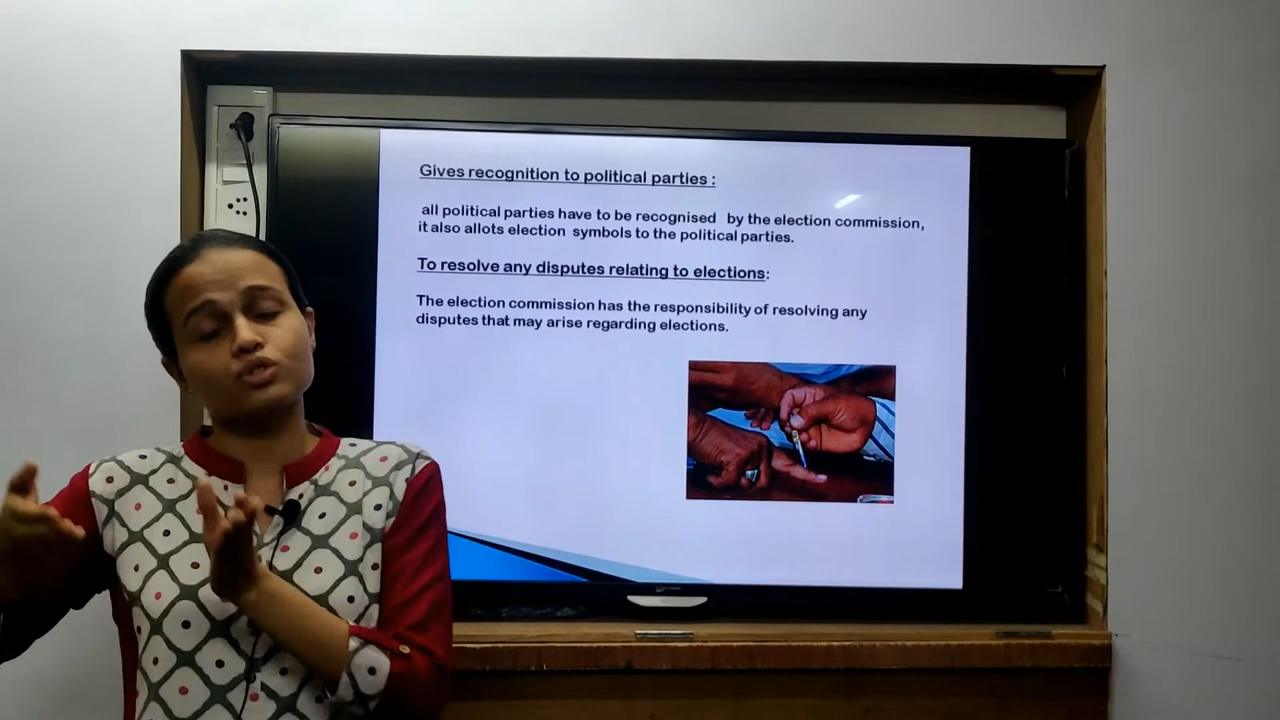 Gives recognition to political parties :
all political parties have to be recognised by the election commission,
it also allots election symbols to the political parties.
To resolve any disputes relating to elections:
The election commission has the responsibility of resolving any
disputes that may arise regarding elections.